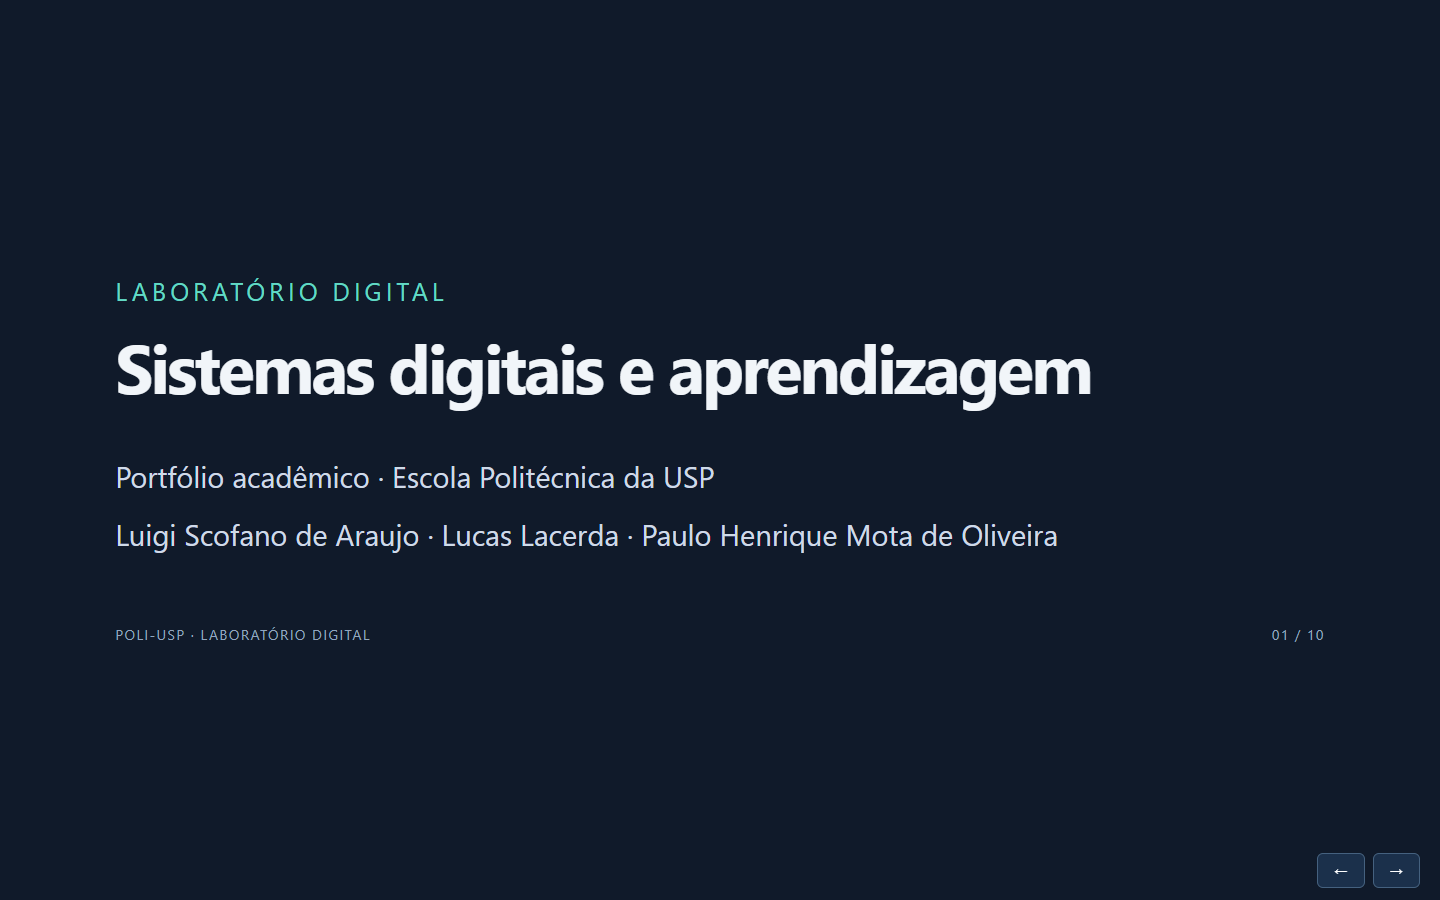 LABORATÓRIO DIGITAL
Sistemas digitais e aprendizagem
Portfólio acadêmico · Escola Politécnica da USP
Luigi Scofano de Araujo · Lucas Lacerda · Paulo Henrique Mota de Oliveira
POLI-USP · LABORATÓRIO DIGITAL
01 / 10
← →